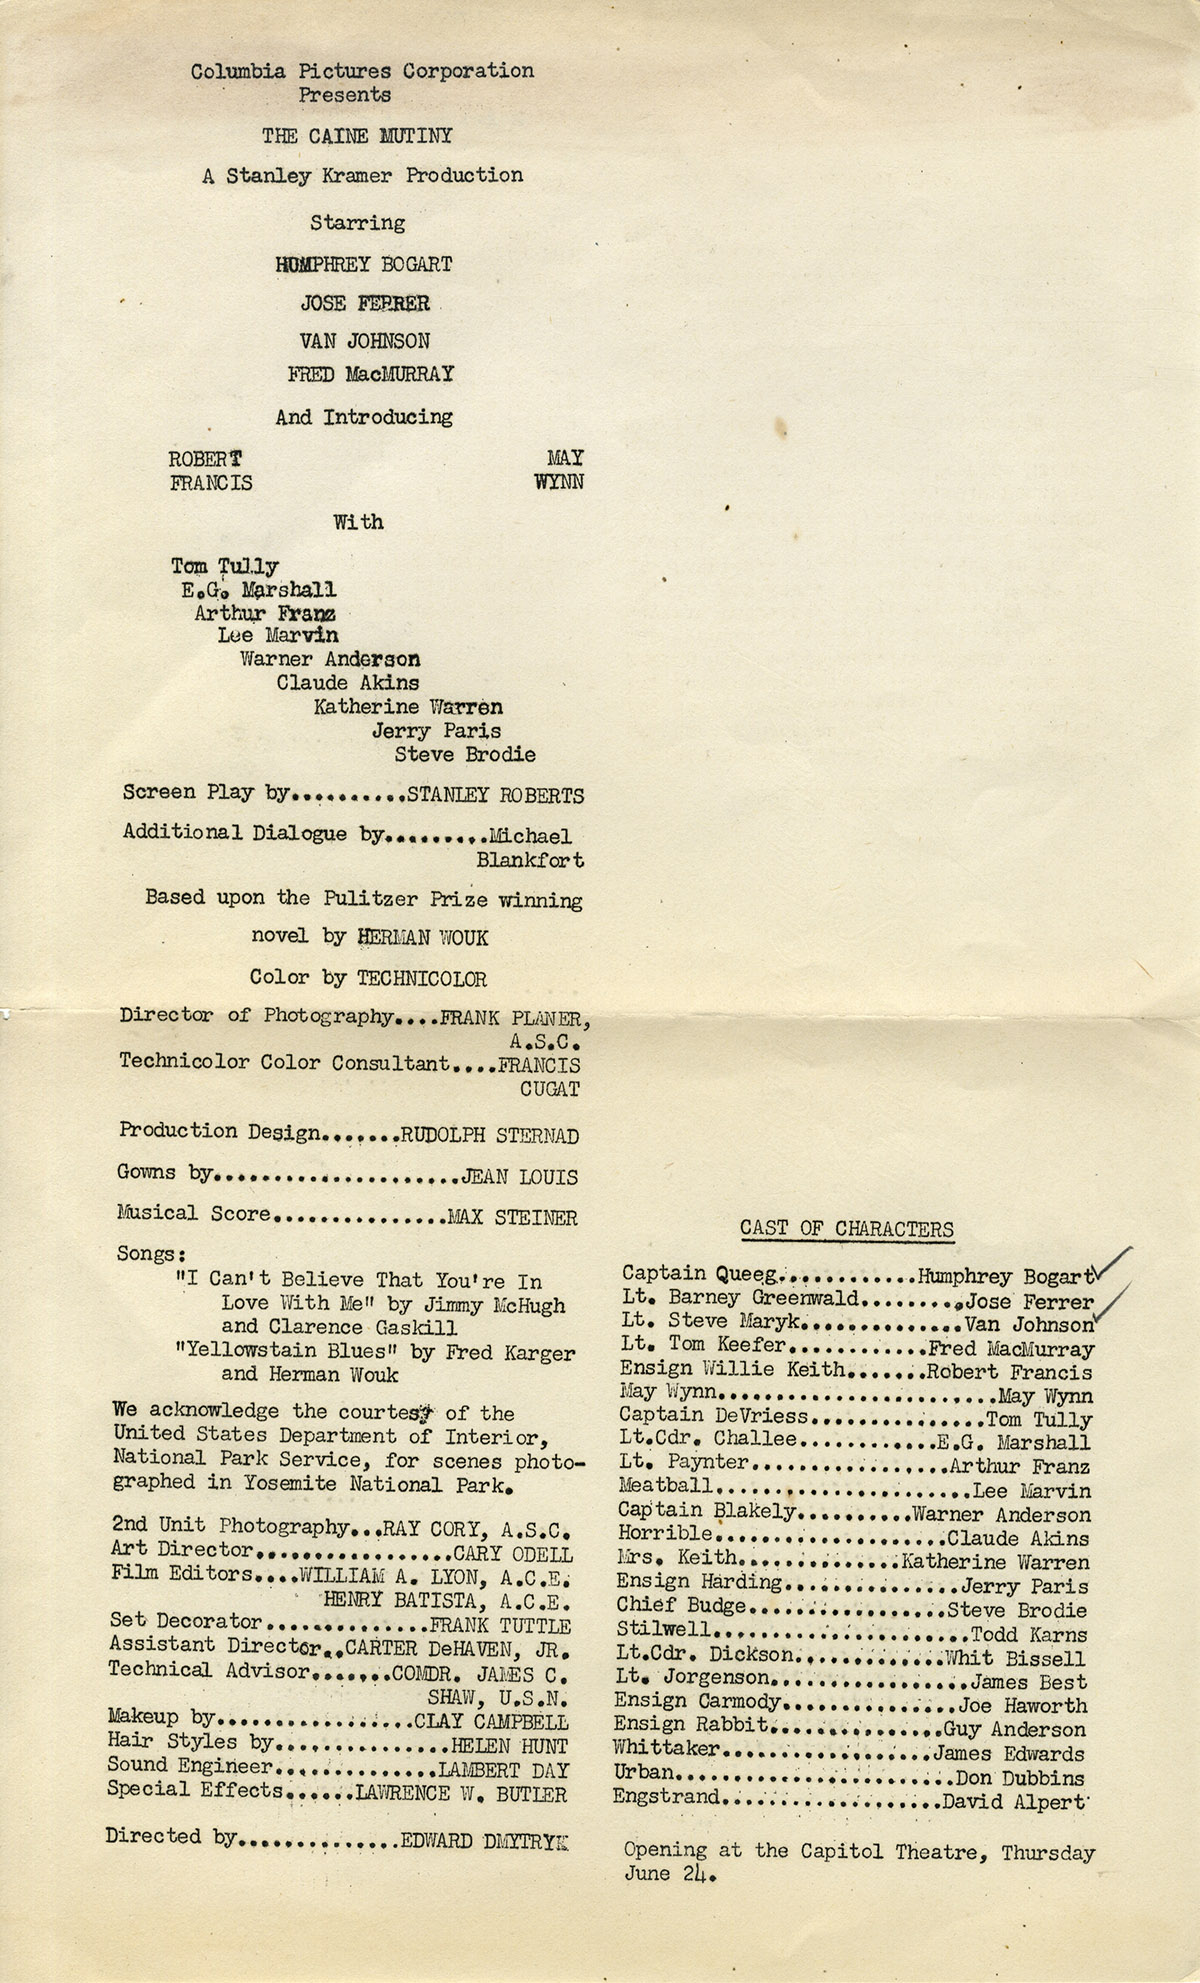 Columbia Pictures Corporation
Presents
THE CAINE MUTINY
A Stanley Kramer Production
Starring
HUMPHREY BOGART
JOSE FERRER
VAN JOHNSON
FRED MacMURRAY
And Introducing
ROBERT MAY
FRANCIS WYNN
With
Tom Tully
E.G. Marshall
Arthur Franz
Lee Marvin
Warner Anderson
Claude Akins
Katherine Warren
Jerry Paris
Steve Brodie
Screen Play by..........STANLEY ROBERTS
Additional Dialogue by.........Michael
Blankfort
Based upon the Pulitzer Prize winning
novel by HERMAN WOUK
Color by TECHNICOLOR
Director of Photography....FRANK PLANER,
A.S.C.
Technicolor Color Consultant....FRANCIS
CUGAT
Production Design.......RUDOLPH STERNAD
Gowns by.....................JEAN LOUIS
Musical Score...............MAX STEINER
Songs:
"I Can't Believe That You're In
Love With Me" by Jimmy McHugh
and Clarence Gaskill
"Yellowstain Blues" by Fred Karger
and Herman Wouk
We acknowledge the courtesy of the
United States Department of Interior,
National Park Service, for scenes photo-
graphed in Yosemite National Park.
2nd Unit Photography...RAY CORY, A.S.C.
Art Director.................CARY ODELL
Film Editors....WILLIAM A. LYON, A.C.E.
HENRY BATISTA, A.C.E.
Set Decorator..............FRANK TUTTLE
Assistant Director...CARTER DeHAVEN, JR.
Technical Advisor.......COMDR. JAMES C.
SHAW, U.S.N.
Makeup by.................CLAY CAMPBELL
Hair Styles by...............HELEN HUNT
Sound Engineer..............LAMBERT DAY
Special Effects......LAWRENCE W. BUTLER
Directed by..............EDWARD DMYTRYK
CAST OF CHARACTERS
Captain Queeg............Humphrey Bogart
Lt. Barney Greenwald.........Jose Ferrer
Lt. Steve Maryk..............Van Johnson
Lt. Tom Keefer............Fred MacMurray
Ensign Willie Keith.......Robert Francis
May Wynn........................May Wynn
Captain DeVriess...............Tom Tully
Lt.Cdr. Challee............E.G. Marshall
Lt. Paynter.................Arthur Franz
Meatball......................Lee Marvin
Captain Blakely..........Warner Anderson
Horrible....................Claude Akins
Mrs. Keith..............Katherine Warren
Ensign Harding...............Jerry Paris
Chief Budge.................Steve Brodie
Stilwell......................Todd Karns
Lt.Cdr. Dickson.............Whit Bissell
Lt. Jorgenson.................James Best
Ensign Carmody...............Joe Haworth
Ensign Rabbit...............Guy Anderson
Whittaker..................James Edwards
Urban........................Don Dubbins
Engstrand...................David Alpert
Opening at the Capitol Theatre, Thursday
June 24.